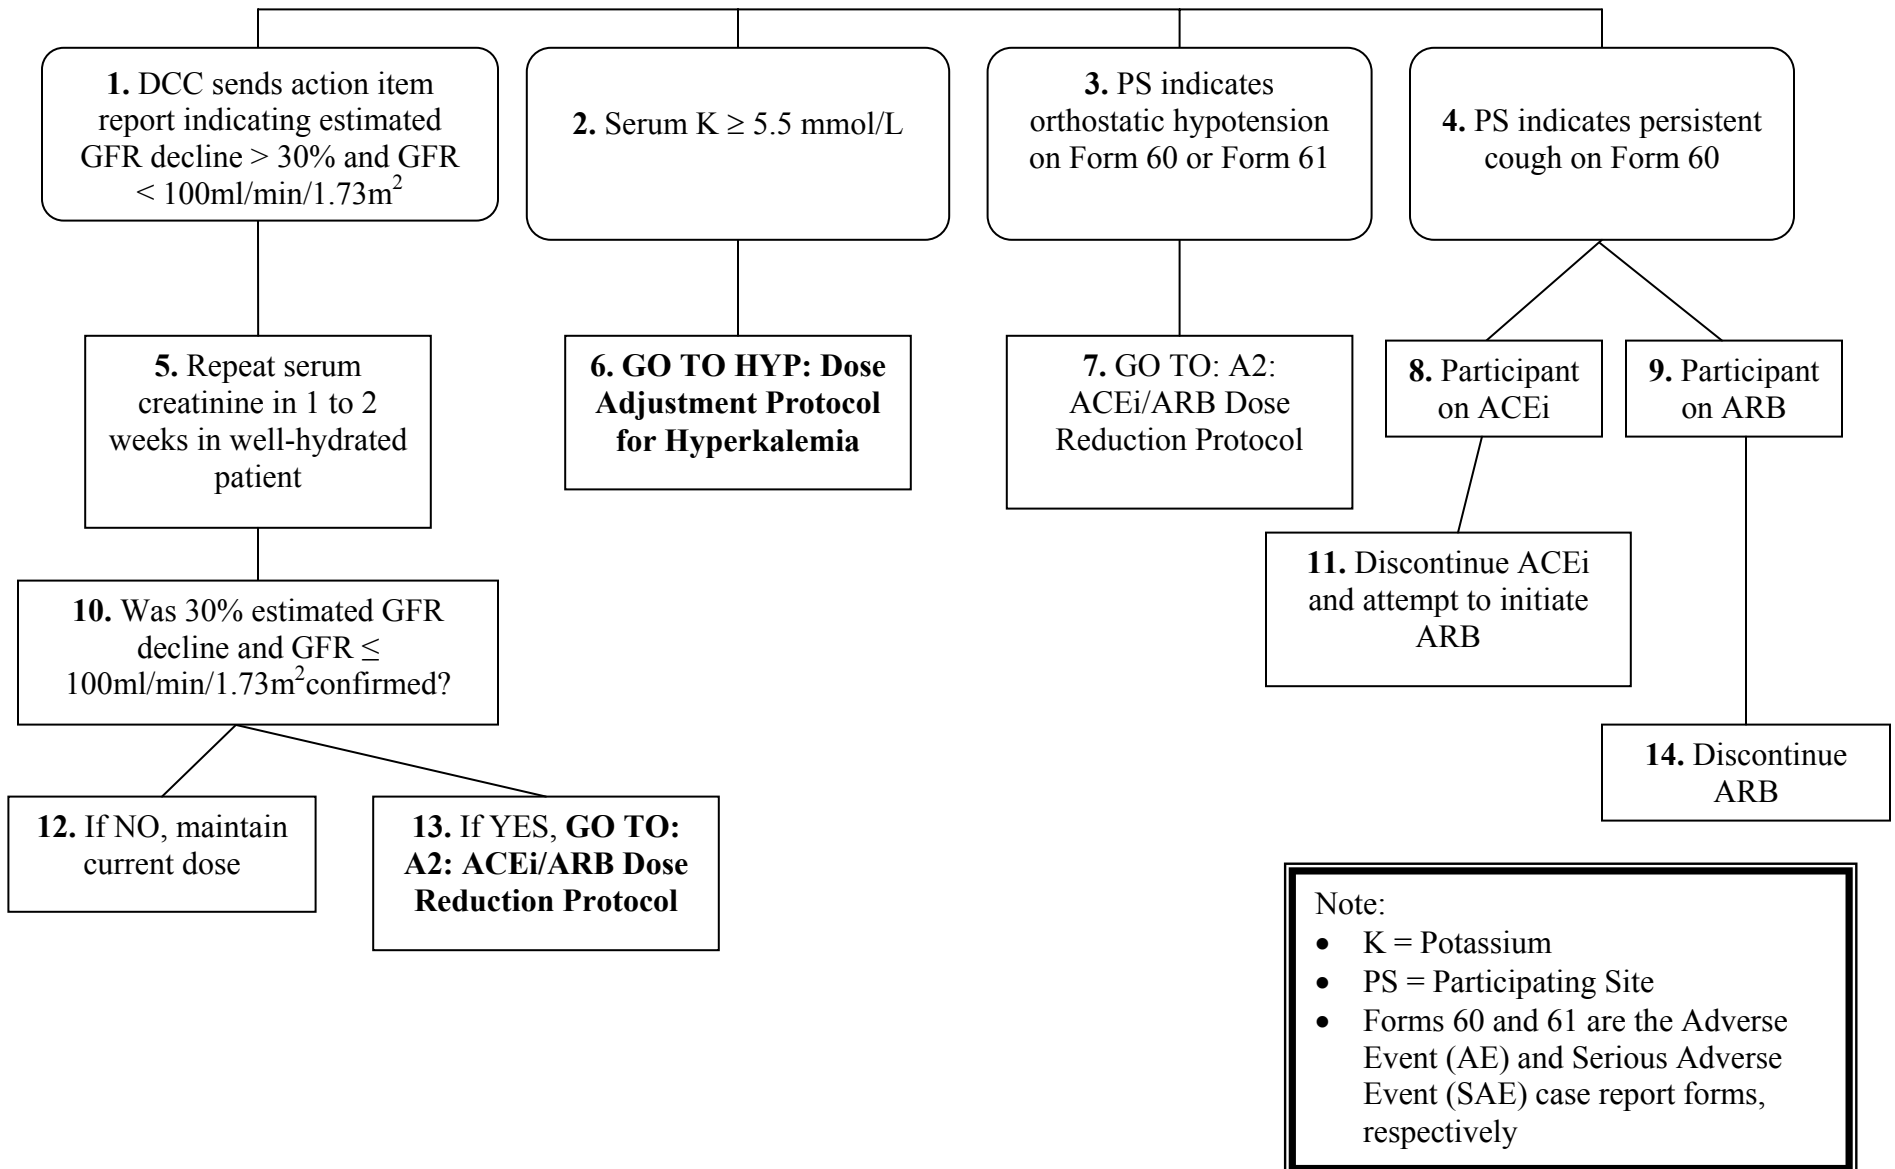 1. DCC sends action item
report indicating estimated
GFR decline > 30% and GFR
< 100ml/min/1.73m²
2. Serum K ≥ 5.5 mmol/L
3. PS indicates
orthostatic hypotension
on Form 60 or Form 61
4. PS indicates persistent
cough on Form 60
5. Repeat serum
creatinine in 1 to 2
weeks in well-hydrated
patient
6. GO TO HYP: Dose
Adjustment Protocol
for Hyperkalemia
7. GO TO: A2:
ACEi/ARB Dose
Reduction Protocol
8. Participant
on ACEi
9. Participant
on ARB
10. Was 30% estimated GFR
decline and GFR ≤
100ml/min/1.73m²confirmed?
11. Discontinue ACEi
and attempt to initiate
ARB
12. If NO, maintain
current dose
13. If YES, GO TO:
A2: ACEi/ARB Dose
Reduction Protocol
14. Discontinue
ARB
Note:
• K = Potassium
• PS = Participating Site
• Forms 60 and 61 are the Adverse
Event (AE) and Serious Adverse
Event (SAE) case report forms,
respectively